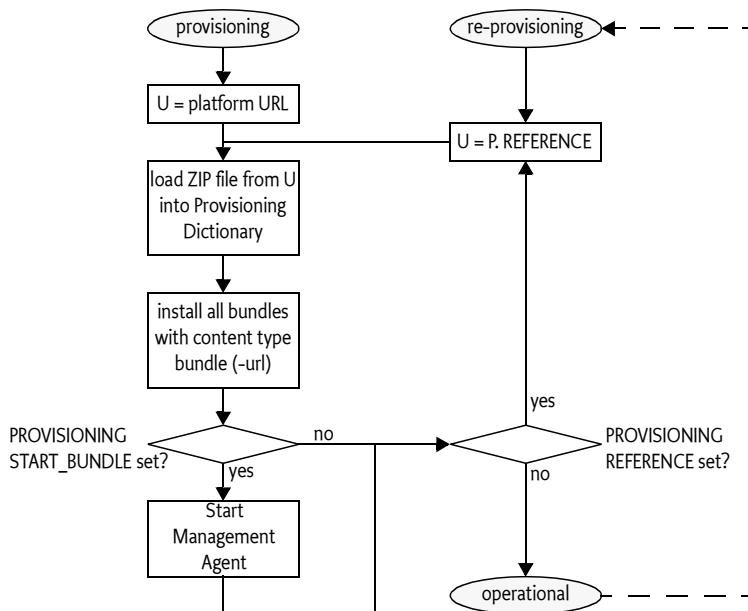 provisioning
re-provisioning
U = platform URL
U = P. REFERENCE
load ZIP file from U
into Provisioning
Dictionary
install all bundles
with content type
bundle (-url)
yes
PROVISIONING
START_BUNDLE set?
no
PROVISIONING
REFERENCE set?
yes
no
Start
Management
Agent
operational